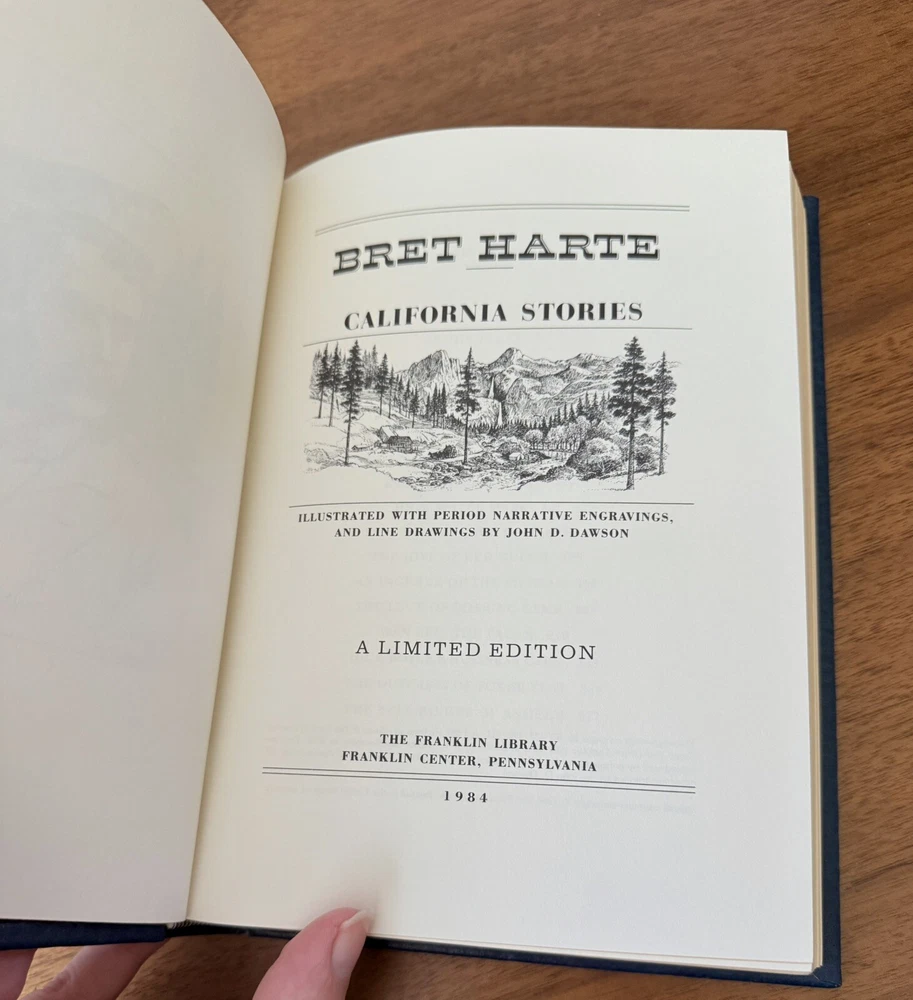 BRET HARTE
CALIFORNIA STORIES
ILLUSTRATED WITH PERIOD NARRATIVE ENGRAVINGS,
AND LINE DRAWINGS BY JOHN D. DAWSON
A LIMITED EDITION
THE FRANKLIN LIBRARY
FRANKLIN CENTER, PENNSYLVANIA
1984